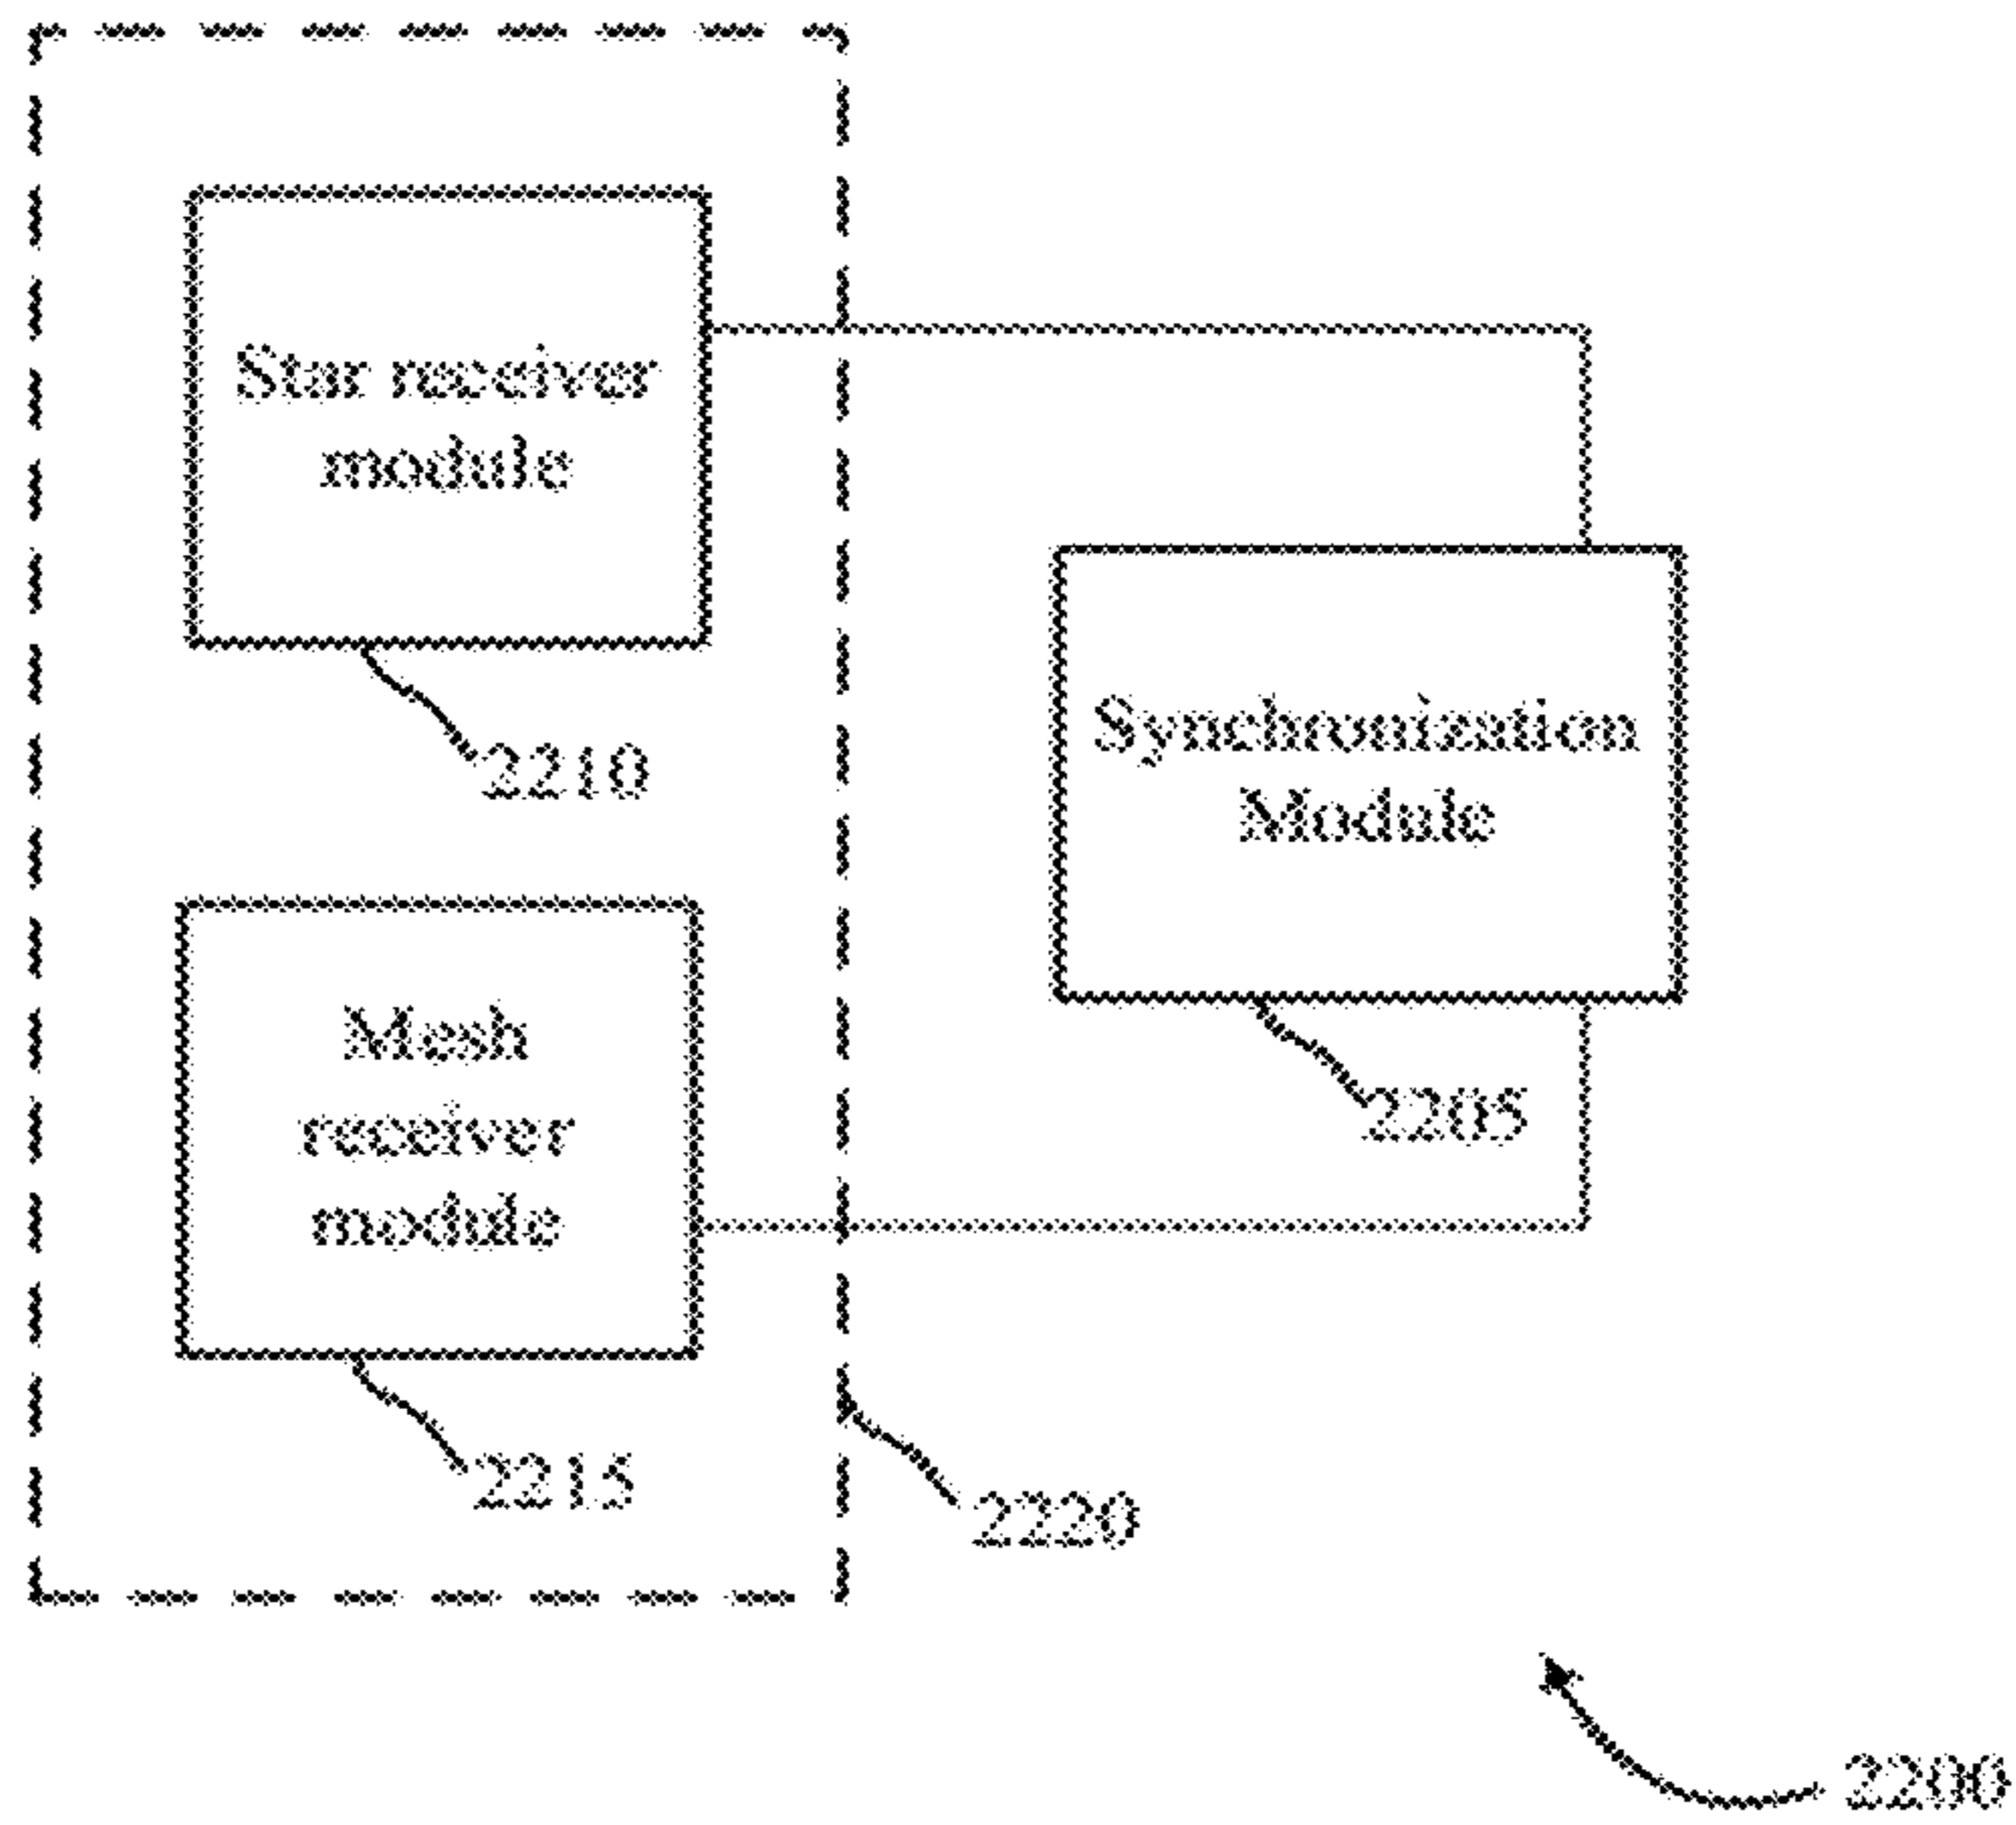 Star receiver
module
2210
Synchronization
Module
2205
Mesh
receiver
module
2215
2220
2200